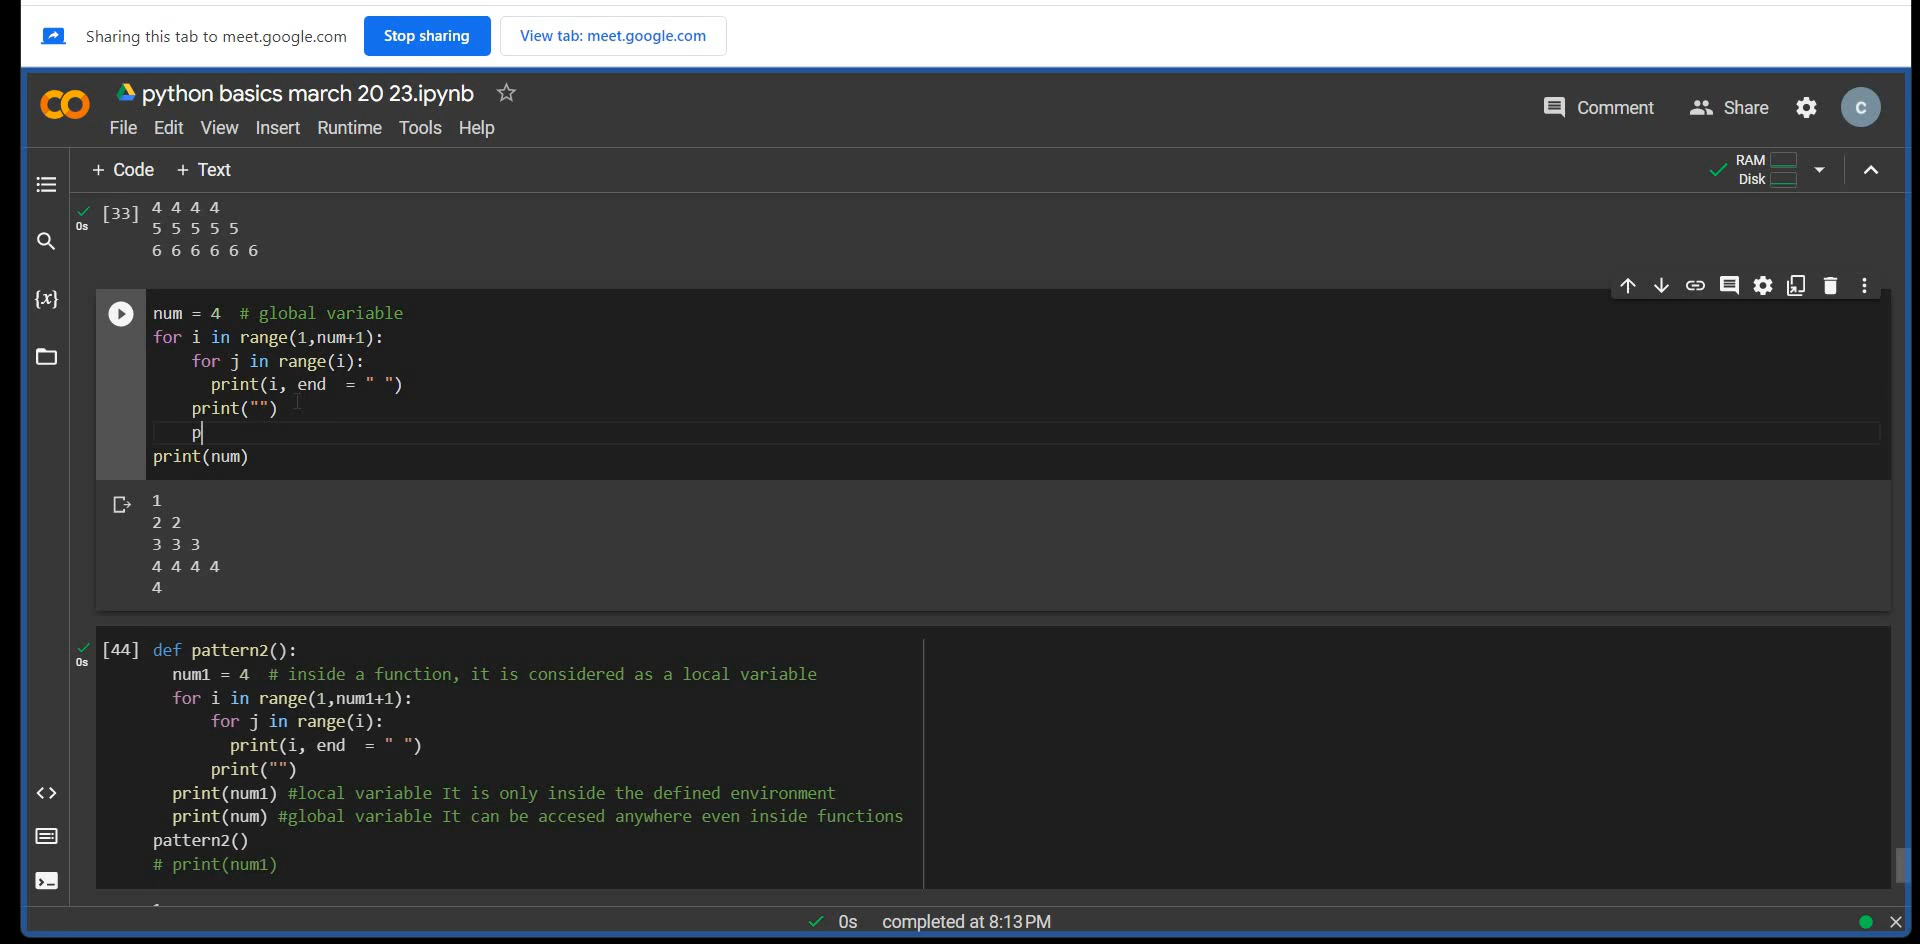 Sharing this tab to meet.google.com Stop sharing View tab: meet.google.com
python basics march 20 23.ipynb
Comment Share C
File Edit View Insert Runtime Tools Help
+ Code + Text
RAM
Disk
[33] 4 4 4 4
0s 5 5 5 5 5
6 6 6 6 6 6
{x}
num = 4  # global variable
for i in range(1,num+1):
    for j in range(i):
      print(i, end  = " ")
    print("")
    p
print(num)
1
2 2
3 3 3
4 4 4 4
4
[44] def pattern2():
0s
  num1 = 4  # inside a function, it is considered as a local variable
  for i in range(1,num1+1):
      for j in range(i):
        print(i, end  = " ")
      print("")
  print(num1) #local variable It is only inside the defined environment
  print(num) #global variable It can be accesed anywhere even inside functions
pattern2()
# print(num1)
0s completed at 8:13 PM